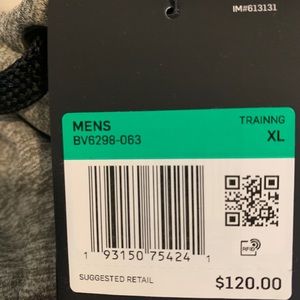 IM#613131
MENS TRAINNG
BV6298-063 XL
RFID
1 93150 75424 1
SUGGESTED RETAIL $120.00